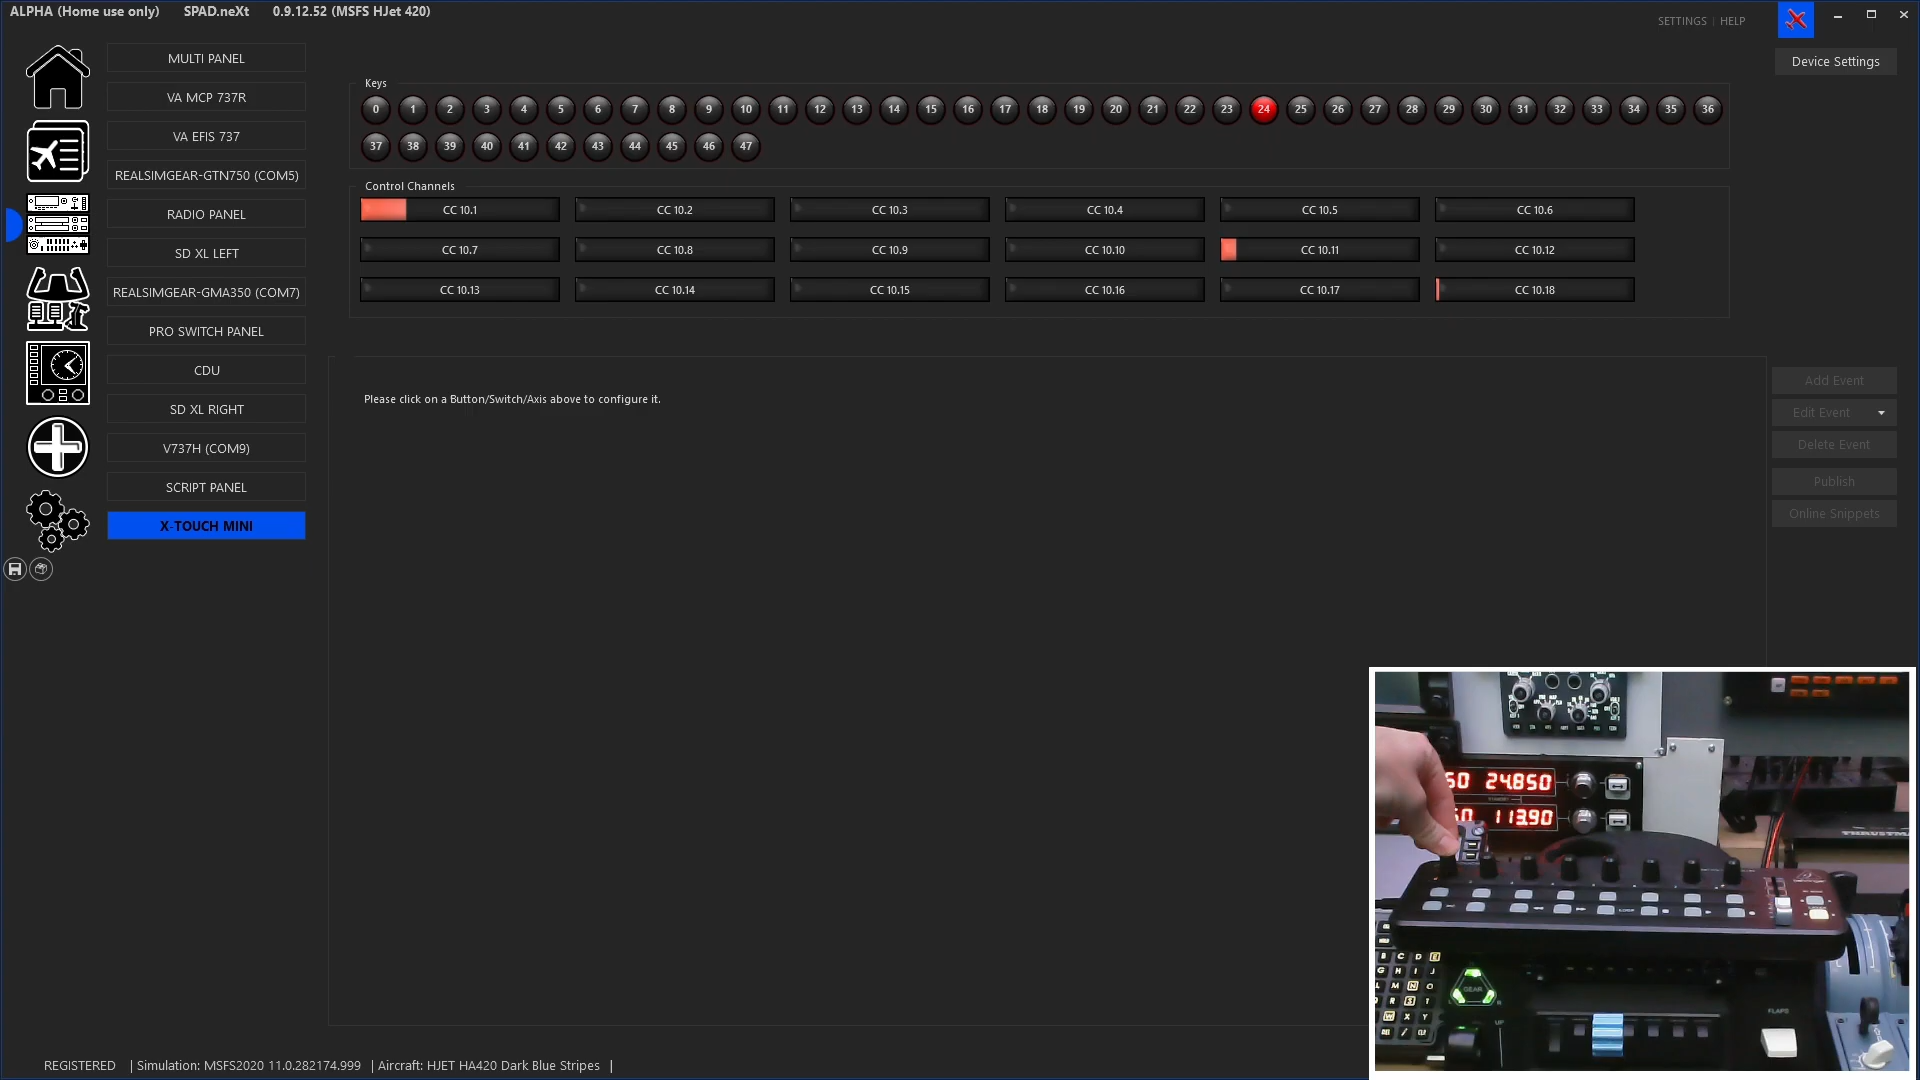 ALPHA (Home use only) SPAD.neXt 0.9.12.52 (MSFS HJet 420)
SETTINGS | HELP
Device Settings
MULTI PANEL
VA MCP 737R
VA EFIS 737
REALSIMGEAR-GTN750 (COM5)
RADIO PANEL
SD XL LEFT
REALSIMGEAR-GMA350 (COM7)
PRO SWITCH PANEL
CDU
SD XL RIGHT
V737H (COM9)
SCRIPT PANEL
X-TOUCH MINI
Keys
0 1 2 3 4 5 6 7 8 9 10 11 12 13 14 15 16 17 18 19 20 21 22 23 24 25 26 27 28 29 30 31 32 33 34 35 36
37 38 39 40 41 42 43 44 45 46 47
Control Channels
CC 10.1 CC 10.2 CC 10.3 CC 10.4 CC 10.5 CC 10.6
CC 10.7 CC 10.8 CC 10.9 CC 10.10 CC 10.11 CC 10.12
CC 10.13 CC 10.14 CC 10.15 CC 10.16 CC 10.17 CC 10.18
Please click on a Button/Switch/Axis above to configure it.
Add Event
Edit Event
Delete Event
Publish
Online Snippets
24.850
113.90
THRUSTM
GEAR
UP
FLAPS
REGISTERED | Simulation: MSFS2020 11.0.282174.999 | Aircraft: HJET HA420 Dark Blue Stripes |